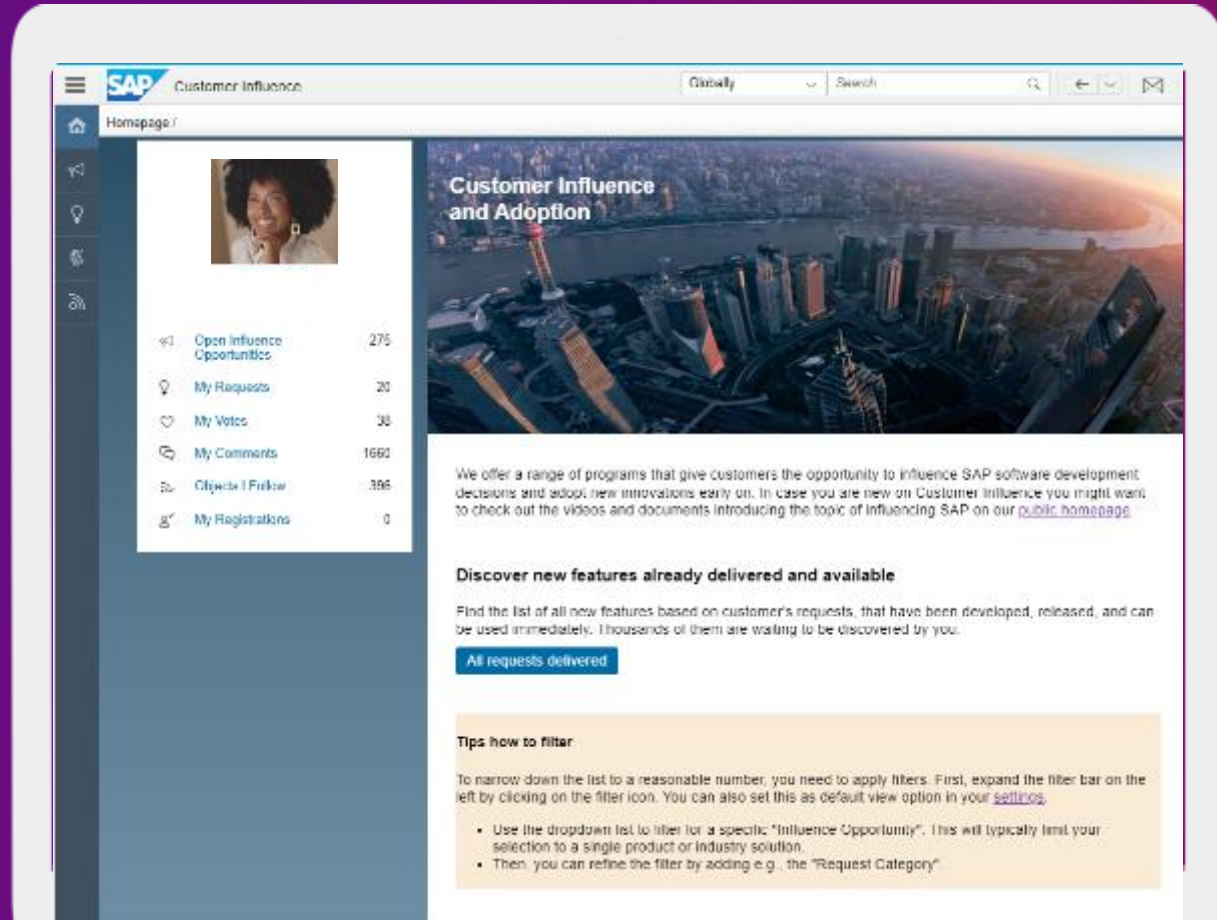 SAP Customer Influence
Globally
Search
Homepage /
Customer Influence
and Adoption
Open Influence 275
Opportunities
My Requests 20
My Votes 38
My Comments 1660
Objects I Follow 396
My Registrations 0
We offer a range of programs that give customers the opportunity to influence SAP software development
decisions and adopt new innovations early on. In case you are new on Customer Influence you might want
to check out the videos and documents introducing the topic of influencing SAP on our public homepage
Discover new features already delivered and available
Find the list of all new features based on customer's requests, that have been developed, released, and can
be used immediately. Thousands of them are waiting to be discovered by you.
All requests delivered
Tips how to filter
To narrow down the list to a reasonable number, you need to apply filters. First, expand the filter bar on the
left by clicking on the filter icon. You can also set this as default view option in your settings.
• Use the dropdown list to filter for a specific "Influence Opportunity". This will typically limit your
selection to a single product or industry solution.
• Then, you can refine the filter by adding e.g., the "Request Category".